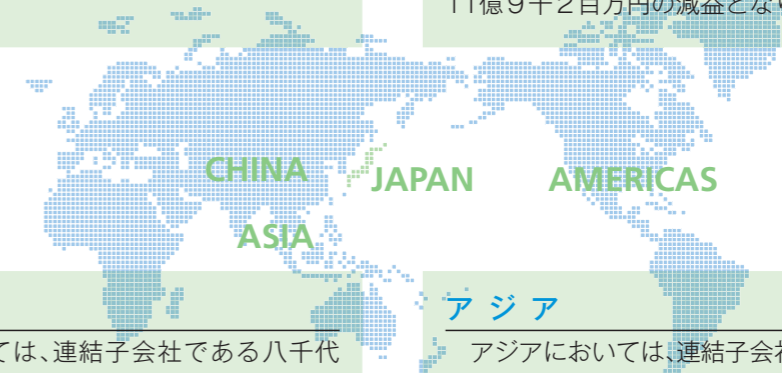 11億9千2百万円の減益とな
CHINA
JAPAN
AMERICAS
ASIA
アジア
ては、連結子会社である八千代
アジアにおいては、連結子会社